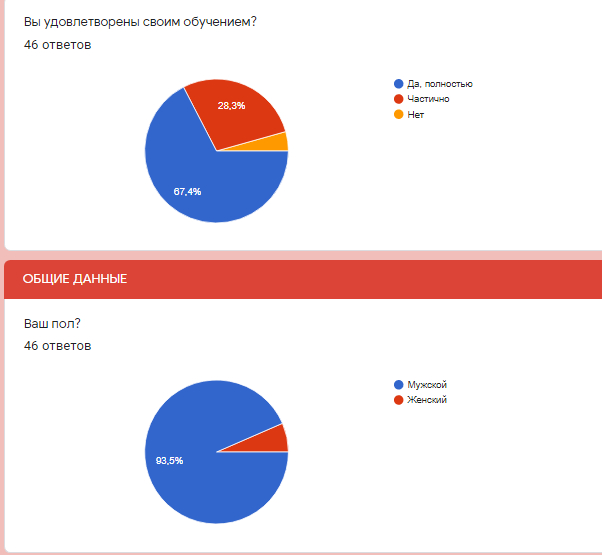 Вы удовлетворены своим обучением?
46 ответов
28,3%
67,4%
Да, полностью
Частично
Нет
ОБЩИЕ ДАННЫЕ
Ваш пол?
46 ответов
93,5%
Мужской
Женский